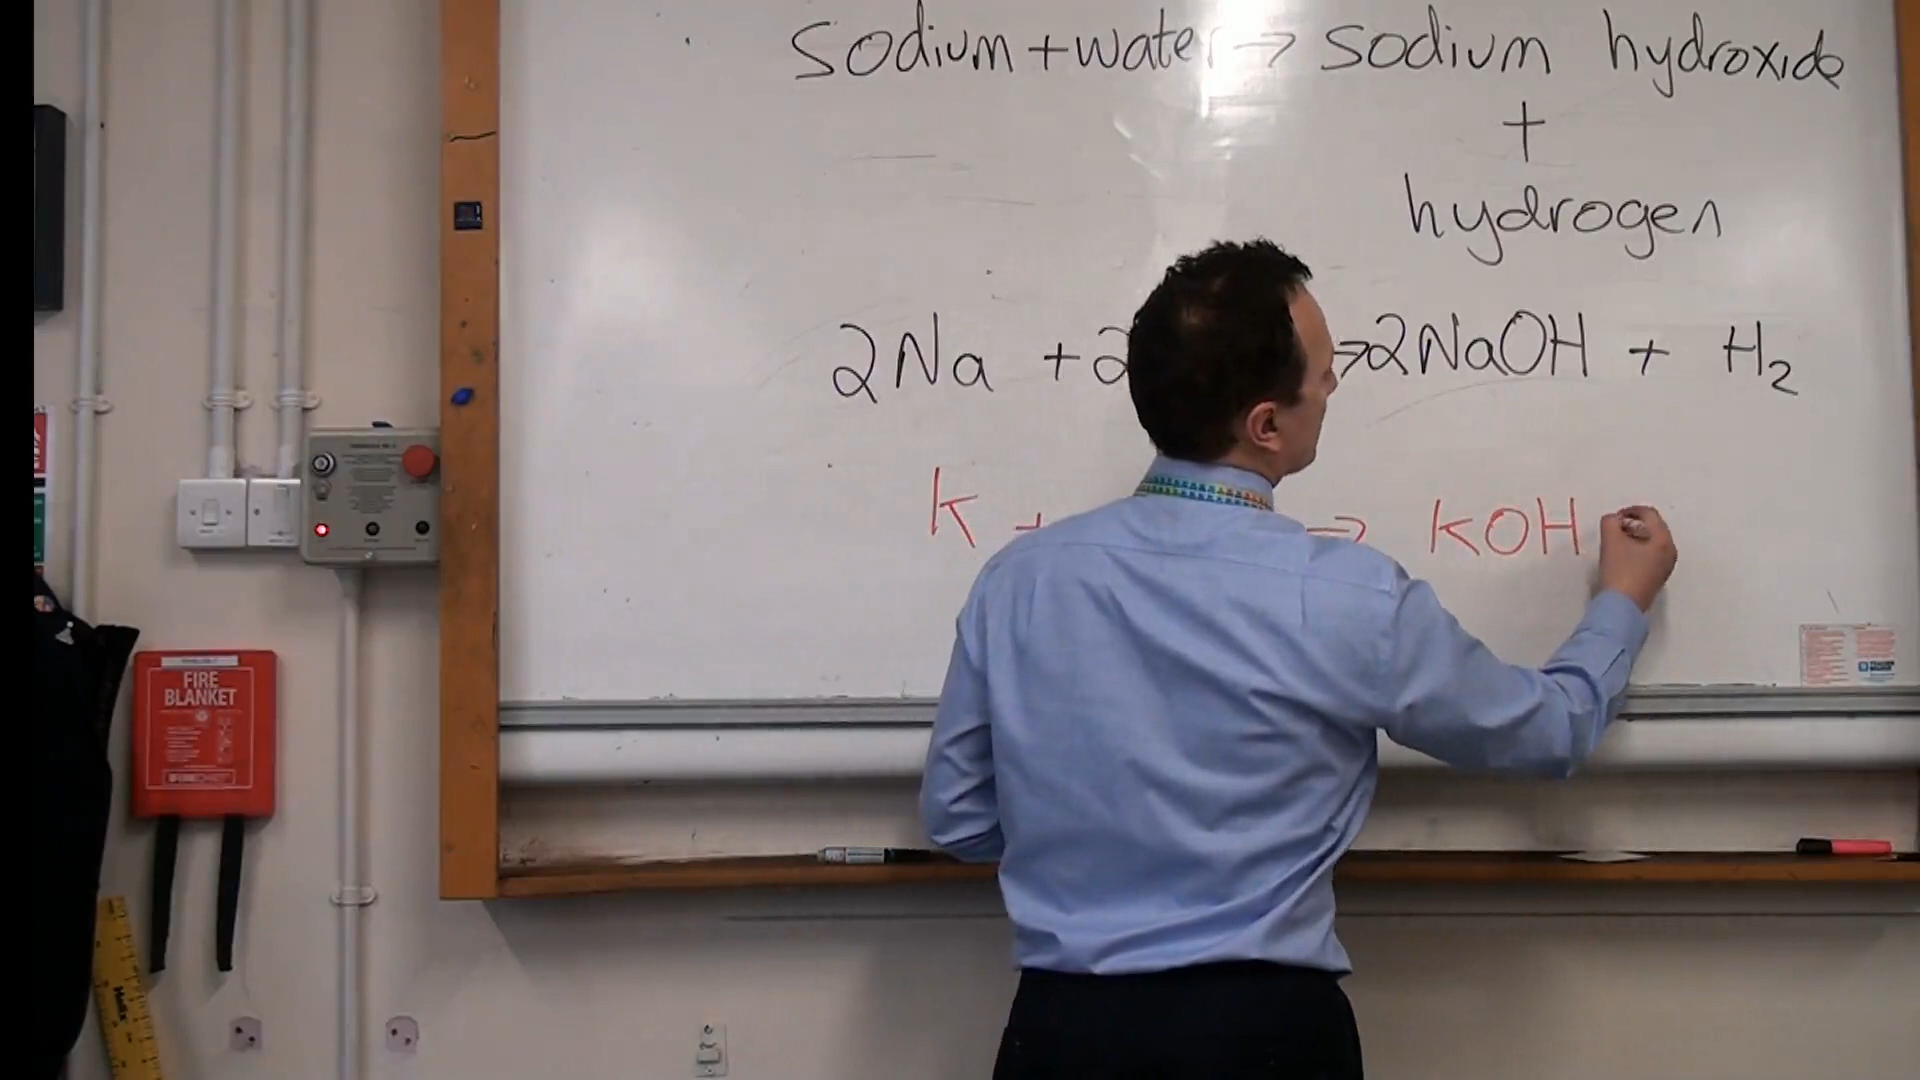 Sodium + water → sodium hydroxide
+
hydrogen
2Na + 2 → 2NaOH + H₂
K + → KOH
FIRE
BLANKET